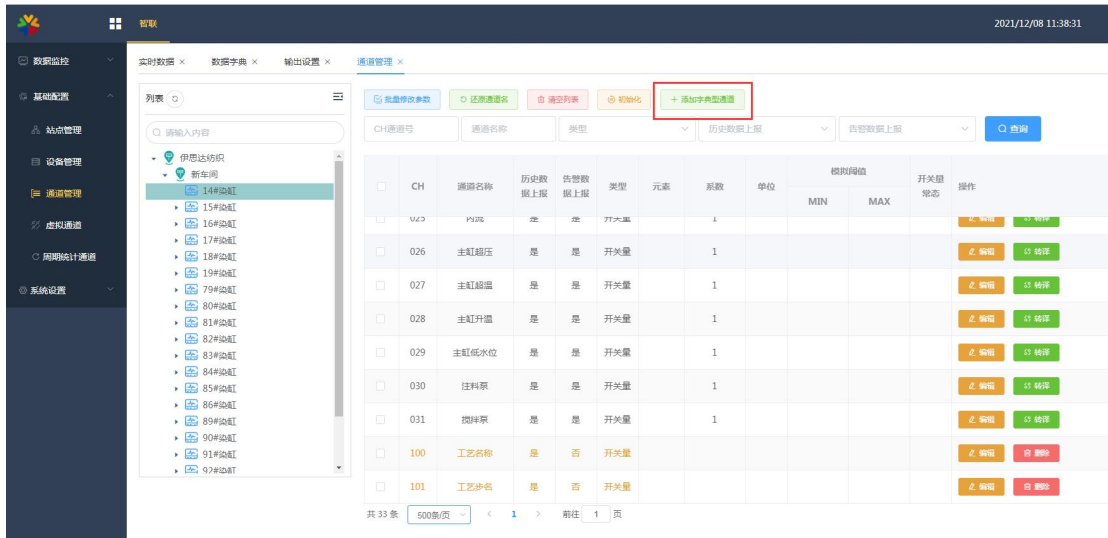 智联
2021/12/08 11:38:31
数据监控
基础配置
站点管理
设备管理
通道管理
虚拟通道
周期统计通道
系统设置
实时数据 × 数据字典 × 输出设置 × 通道管理 ×
列表
请输入内容
伊思达纺织
新车间
14#染缸
15#染缸
16#染缸
17#染缸
18#染缸
19#染缸
79#染缸
80#染缸
81#染缸
82#染缸
83#染缸
84#染缸
85#染缸
86#染缸
89#染缸
90#染缸
91#染缸
92#染缸
批量修改参数 还原通道名 清空列表 初始化 + 添加字典型通道
CH通道号 通道名称 类型 历史数据上报 告警数据上报 查询
CH 通道名称 历史数据上报 告警数据上报 类型 元素 系数 单位 模拟阈值 开关量常态 操作
MIN MAX
025 内流 是 是 开关量 1 编辑 转译
026 主缸超压 是 是 开关量 1 编辑 转译
027 主缸超温 是 是 开关量 1 编辑 转译
028 主缸升温 是 是 开关量 1 编辑 转译
029 主缸低水位 是 是 开关量 1 编辑 转译
030 注料泵 是 是 开关量 1 编辑 转译
031 搅拌泵 是 是 开关量 1 编辑 转译
100 工艺名称 是 否 开关量 编辑 删除
101 工艺步名 是 否 开关量 编辑 删除
共 33 条 500条/页 < 1 > 前往 1 页